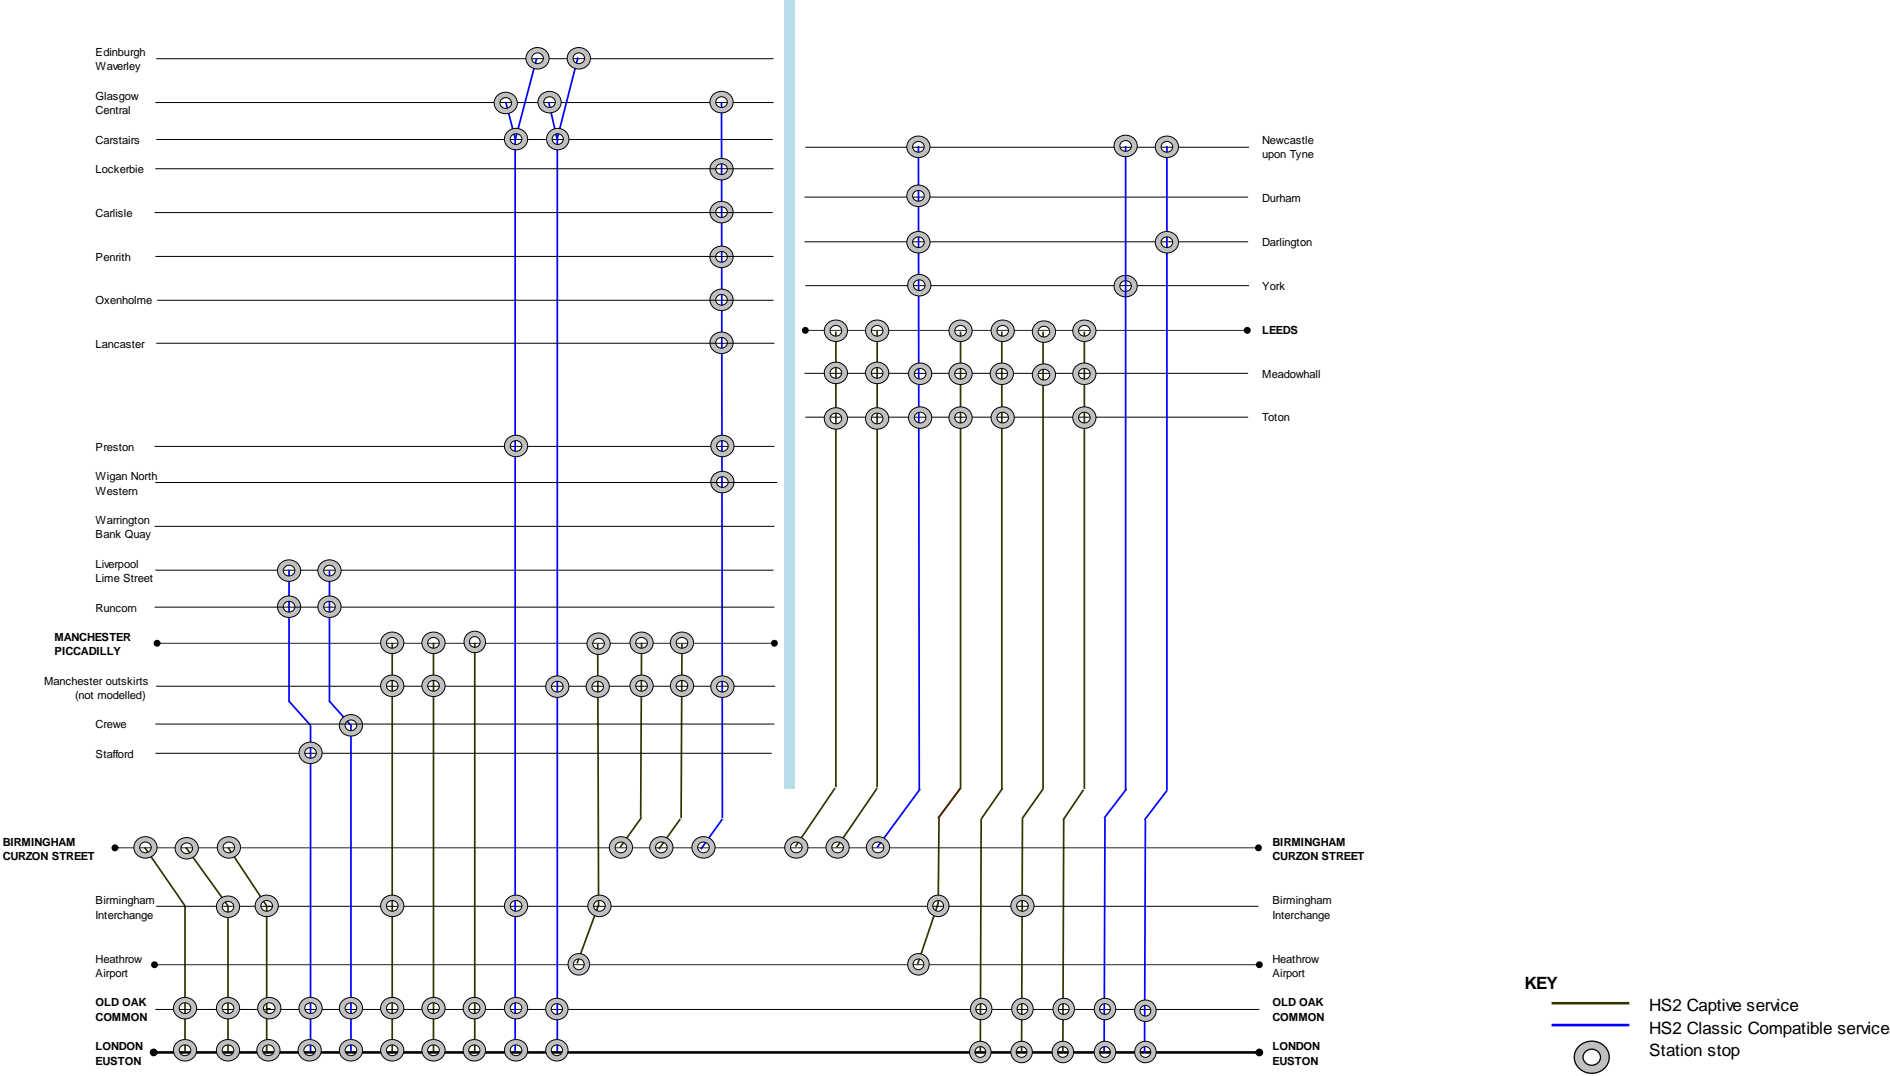 Edinburgh
Waverley
Glasgow
Central
Carstairs
Lockerbie
Carlisle
Penrith
Oxenholme
Lancaster
Preston
Wigan North
Western
Warrington
Bank Quay
Liverpool
Lime Street
Runcorn
MANCHESTER
PICCADILLY
Manchester outskirts
(not modelled)
Crewe
Stafford
BIRMINGHAM
CURZON STREET
Birmingham
Interchange
Heathrow
Airport
OLD OAK
COMMON
LONDON
EUSTON
Newcastle
upon Tyne
Durham
Darlington
York
LEEDS
Meadowhall
Toton
BIRMINGHAM
CURZON STREET
Birmingham
Interchange
Heathrow
Airport
OLD OAK
COMMON
LONDON
EUSTON
KEY
HS2 Captive service
HS2 Classic Compatible service
Station stop